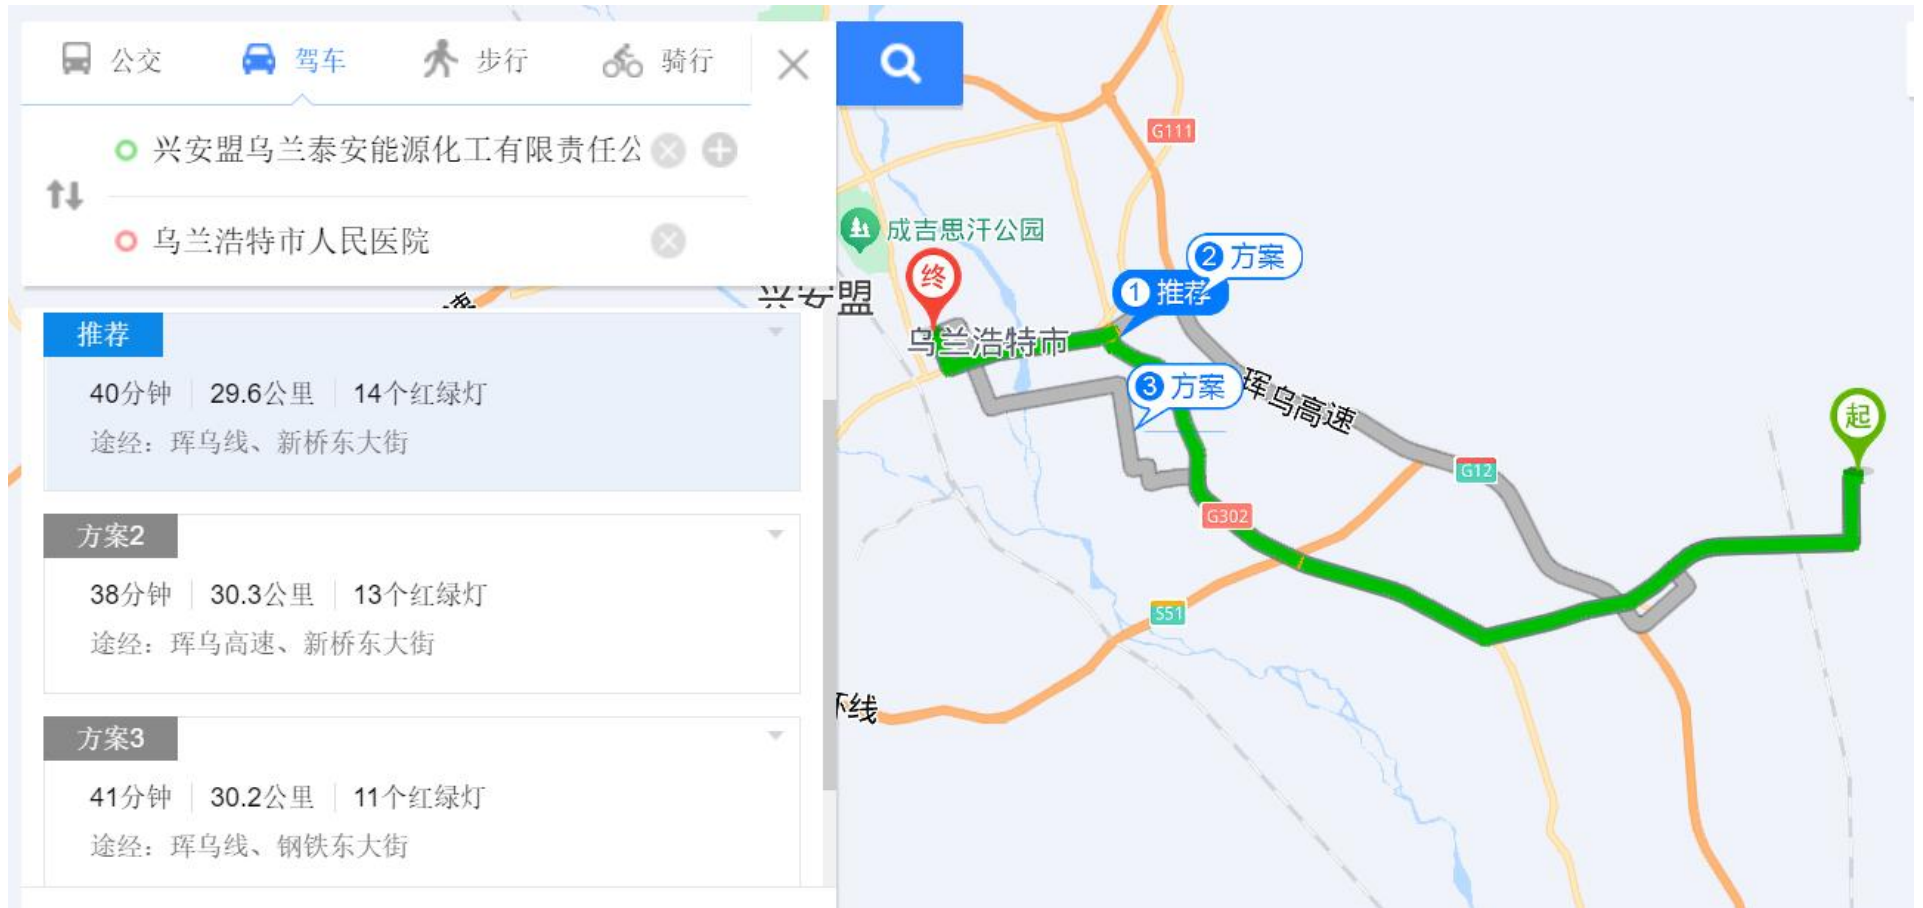 公交
驾车
步行
骑行
兴安盟乌兰泰安能源化工有限责任公
乌兰浩特市人民医院
推荐
40分钟 29.6公里 14个红绿灯
途经：珲乌线、新桥东大街
方案2
38分钟 30.3公里 13个红绿灯
途经：珲乌高速、新桥东大街
方案3
41分钟 30.2公里 11个红绿灯
途经：珲乌线、钢铁东大街
G111
成吉思汗公园
2 方案
终
1 推荐
兴安盟
乌兰浩特市
3 方案
珲乌高速
起
G12
G302
S51
环线
速